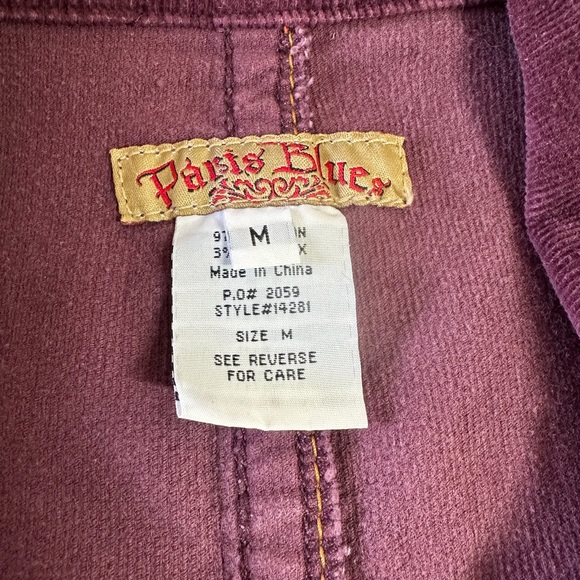 Paris Blues
M
Made in China
P.O# 2059
STYLE#14281
SIZE M
SEE REVERSE
FOR CARE